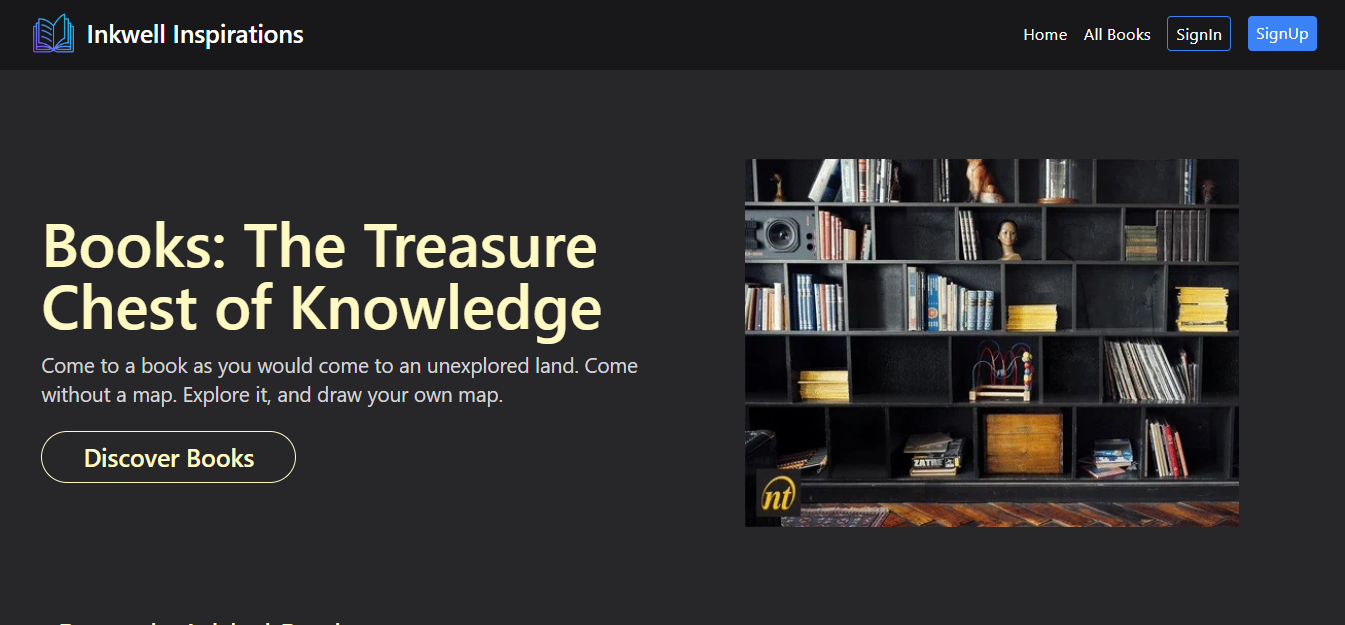 Inkwell Inspirations
Home
All Books
SignIn
SignUp
Books: The Treasure
Chest of Knowledge
Come to a book as you would come to an unexplored land. Come
without a map. Explore it, and draw your own map.
Discover Books
ZATRE
nt